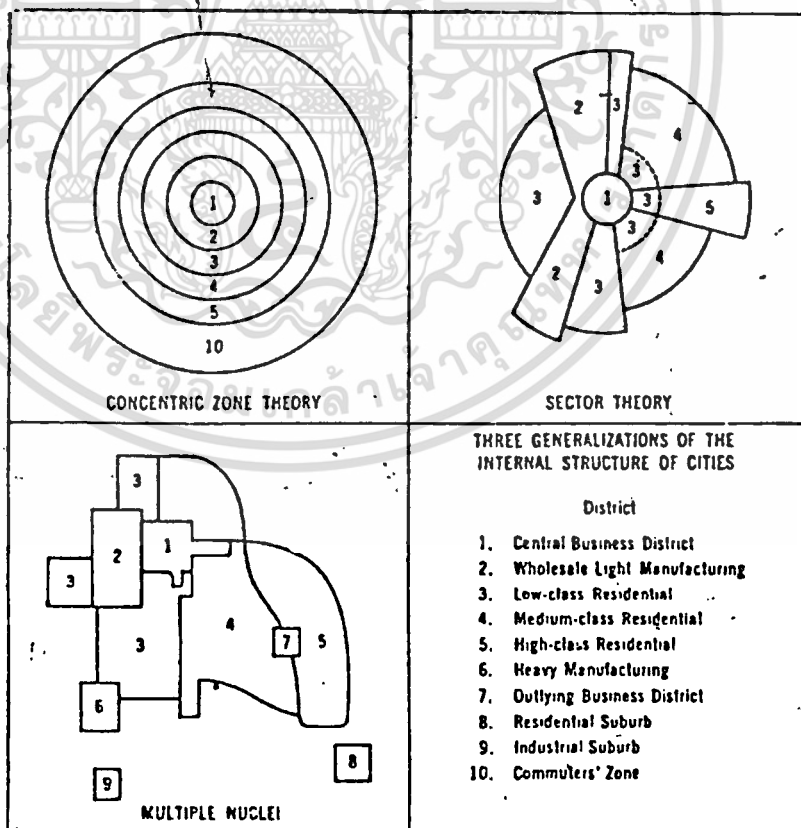 1
2
3
4
5
10
CONCENTRIC ZONE THEORY
2
3
4
3
3
1
3
5
3
4
2
3
SECTOR THEORY
3
1
2
3
3
4
7
5
6
8
9
MULTIPLE NUCLEI
THREE GENERALIZATIONS OF THE
INTERNAL STRUCTURE OF CITIES
District
1. Central Business District
2. Wholesale Light Manufacturing
3. Low-class Residential
4. Medium-class Residential
5. High-class Residential
6. Heavy Manufacturing
7. Outlying Business District
8. Residential Suburb
9. Industrial Suburb
10. Commuters' Zone